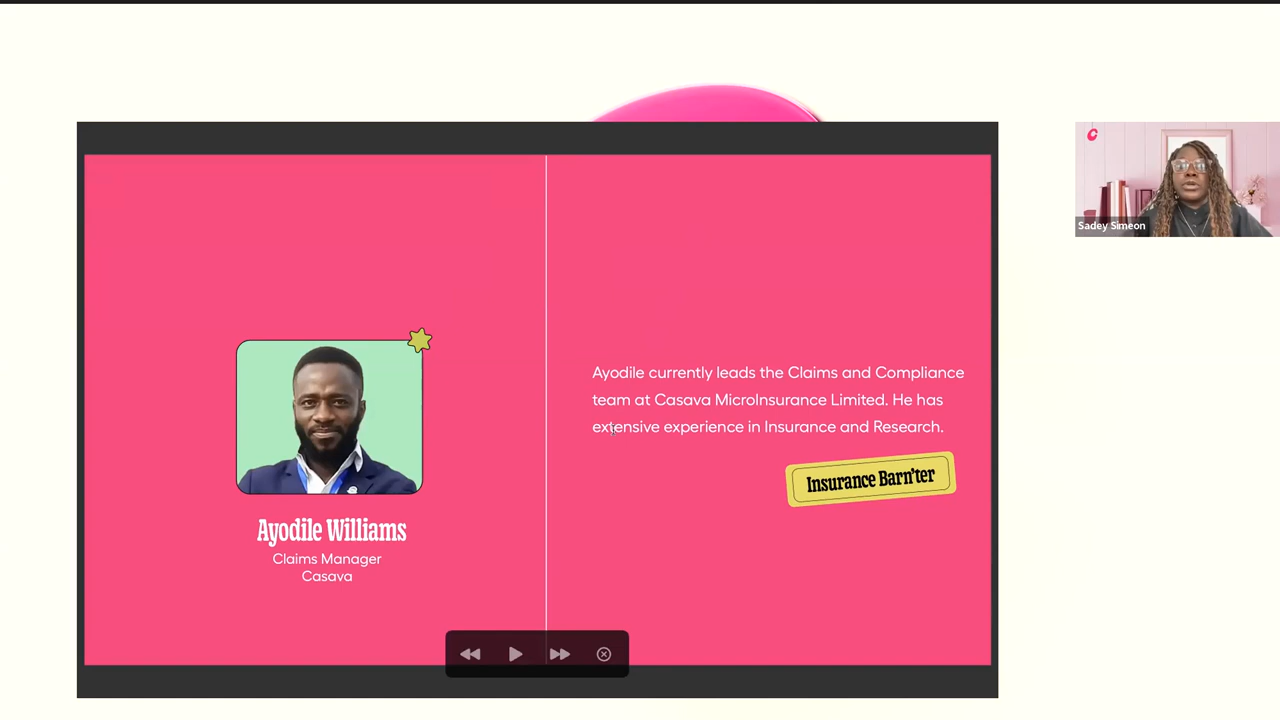 Ayodile currently leads the Claims and Compliance
team at Casava MicroInsurance Limited. He has
extensive experience in Insurance and Research.
Insurance Barn'ter
Ayodile Williams
Claims Manager
Casava
Sadey Simeon